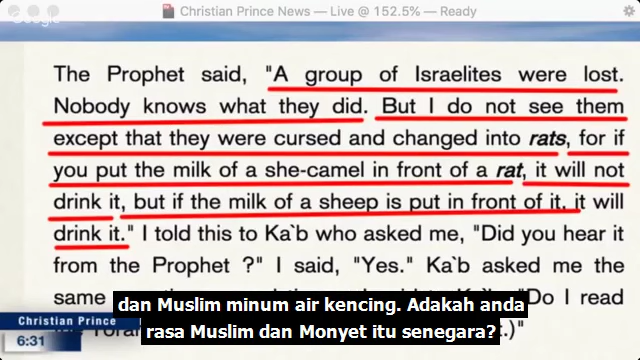 Christian Prince News — Live @ 152.5% — Ready
Google
The Prophet said, "A group of Israelites were lost.
Nobody knows what they did. But I do not see them
except that they were cursed and changed into rats, for if
you put the milk of a she-camel in front of a rat, it will not
drink it, but if the milk of a sheep is put in front of it, it will
drink it." I told this to Ka`b who asked me, "Did you hear it
from the Prophet ?" I said, "Yes." Ka`b asked me the
same
"Do I read
.)"
dan Muslim minum air kencing. Adakah anda
rasa Muslim dan Monyet itu senegara?
Christian Prince
6:31